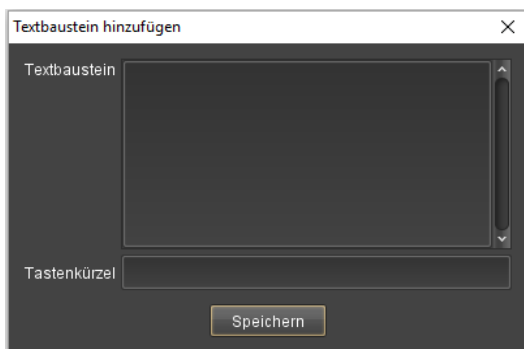 Textbaustein hinzufügen
Textbaustein
Tastenkürzel
Speichern